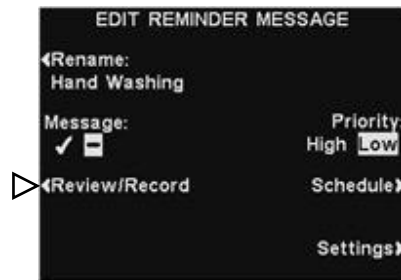 EDIT REMINDER MESSAGE
Rename:
Hand Washing
Message:
Priority:
High Low
Review/Record
Schedule
Settings